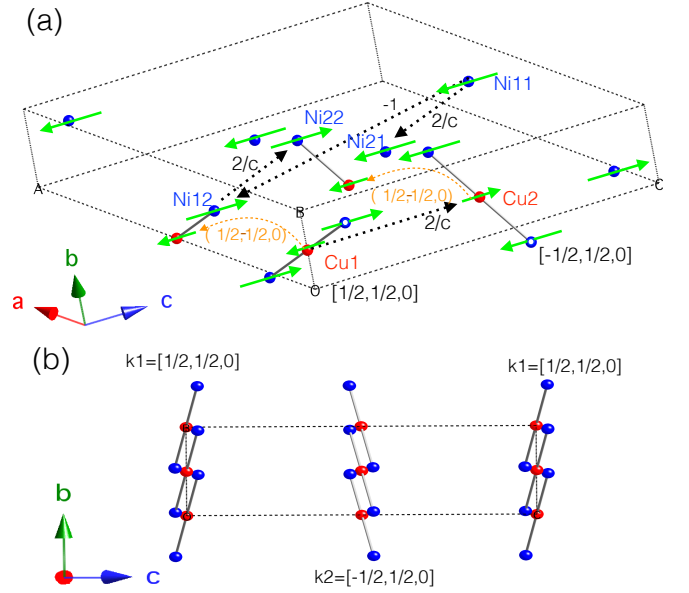 (a)
Ni11
-1
Ni22
2/c
Ni21
2/c
A
Ni12
B
( 1/2-1/2,0)
Cu2
C
( 1/2-1/2,0)
2/c
Cu1
[-1/2,1/2,0]
O
[1/2,1/2,0]
b
a
c
(b)
k1=[1/2,1/2,0]
k1=[1/2,1/2,0]
b
c
k2=[-1/2,1/2,0]